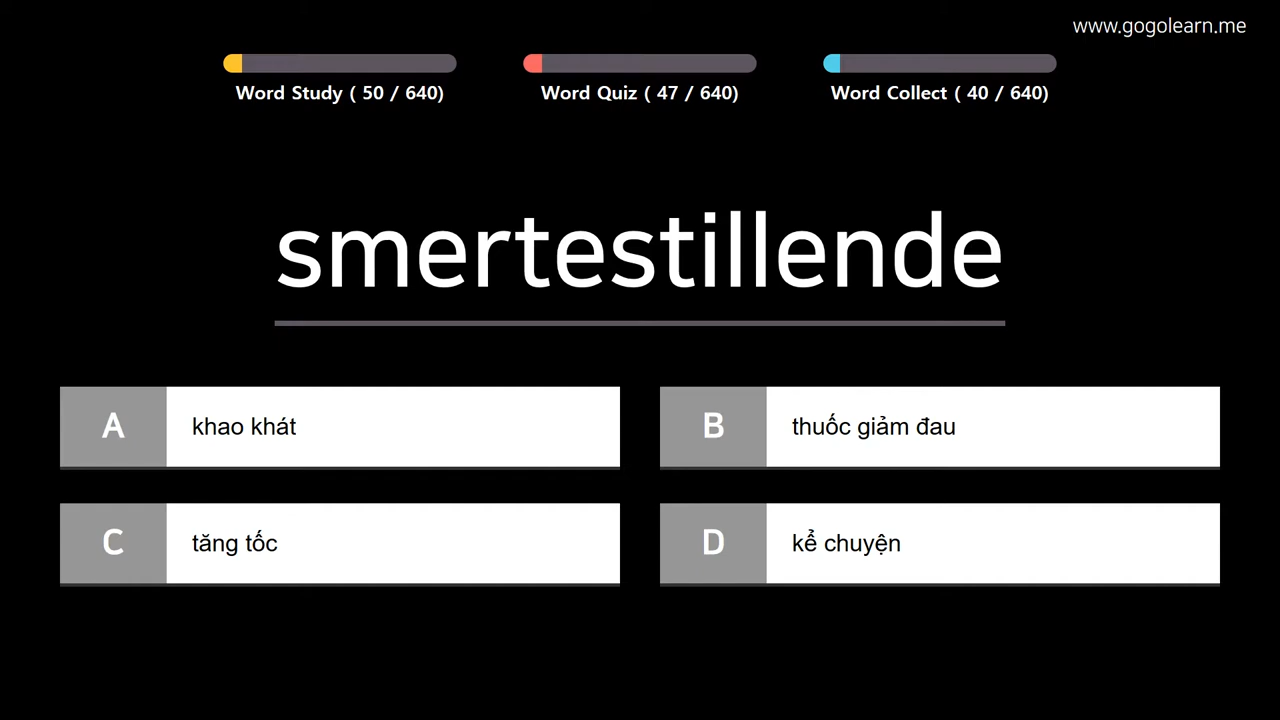 www.gogolearn.me
Word Study ( 50 / 640)
Word Quiz ( 47 / 640)
Word Collect ( 40 / 640)
smertestillende
A khao khát
B thuốc giảm đau
C tăng tốc
D kể chuyện